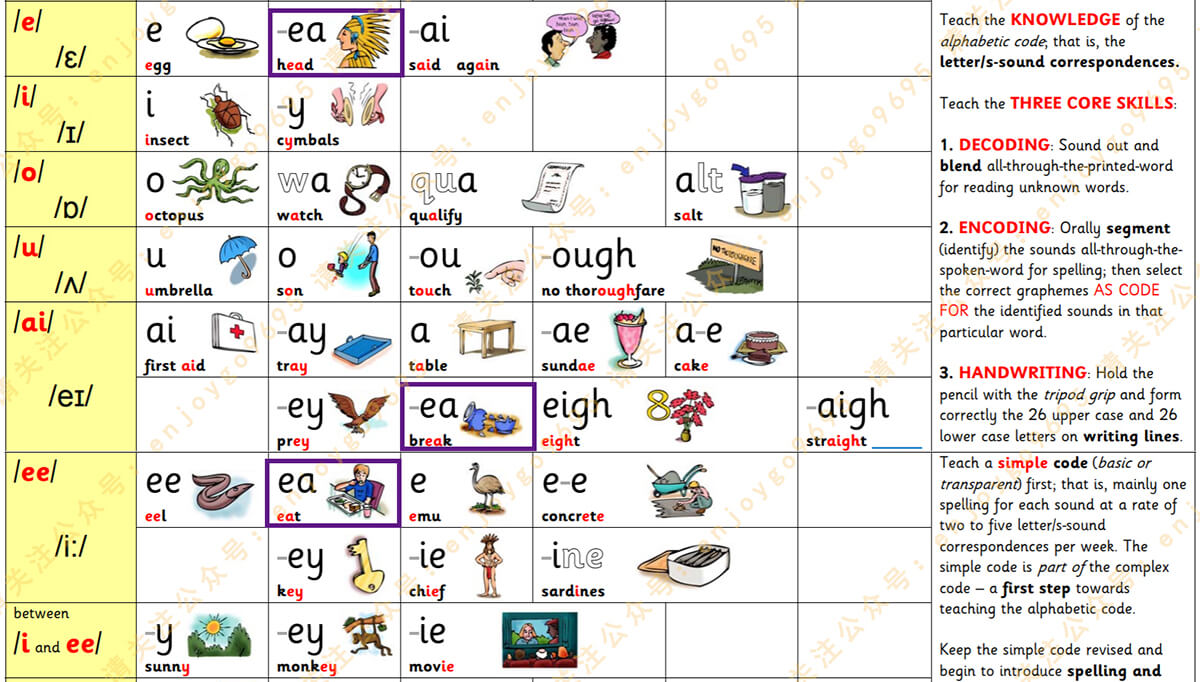 /e/
/ɛ/
e
egg
-ea
head
-ai
said again
/i/
/ɪ/
i
insect
-y
cymbals
/o/
/ɒ/
o
octopus
wa
watch
qua
qualify
alt
salt
/u/
/ʌ/
u
umbrella
o
son
-ou
touch
-ough
no thoroughfare
NO THOROUGHFARE
/ai/
/eɪ/
ai
first aid
-ay
tray
a
table
-ae
sundae
a-e
cake
-ey
prey
-ea
break
eigh
eight
8
-aigh
straight
/ee/
/i:/
ee
eel
ea
eat
e
emu
e-e
concrete
-ey
key
-ie
chief
-ine
sardines
between
/i and ee/
-y
sunny
-ey
monkey
-ie
movie
Teach the KNOWLEDGE of the
alphabetic code; that is, the
letter/s-sound correspondences.
Teach the THREE CORE SKILLS:
1. DECODING: Sound out and
blend all-through-the-printed-word
for reading unknown words.
2. ENCODING: Orally segment
(identify) the sounds all-through-the-
spoken-word for spelling; then select
the correct graphemes AS CODE
FOR the identified sounds in that
particular word.
3. HANDWRITING: Hold the
pencil with the tripod grip and form
correctly the 26 upper case and 26
lower case letters on writing lines.
Teach a simple code (basic or
transparent) first; that is, mainly one
spelling for each sound at a rate of
two to five letter/s-sound
correspondences per week. The
simple code is part of the complex
code – a first step towards
teaching the alphabetic code.
Keep the simple code revised and
begin to introduce spelling and
请关注公众号：enjoygo9695